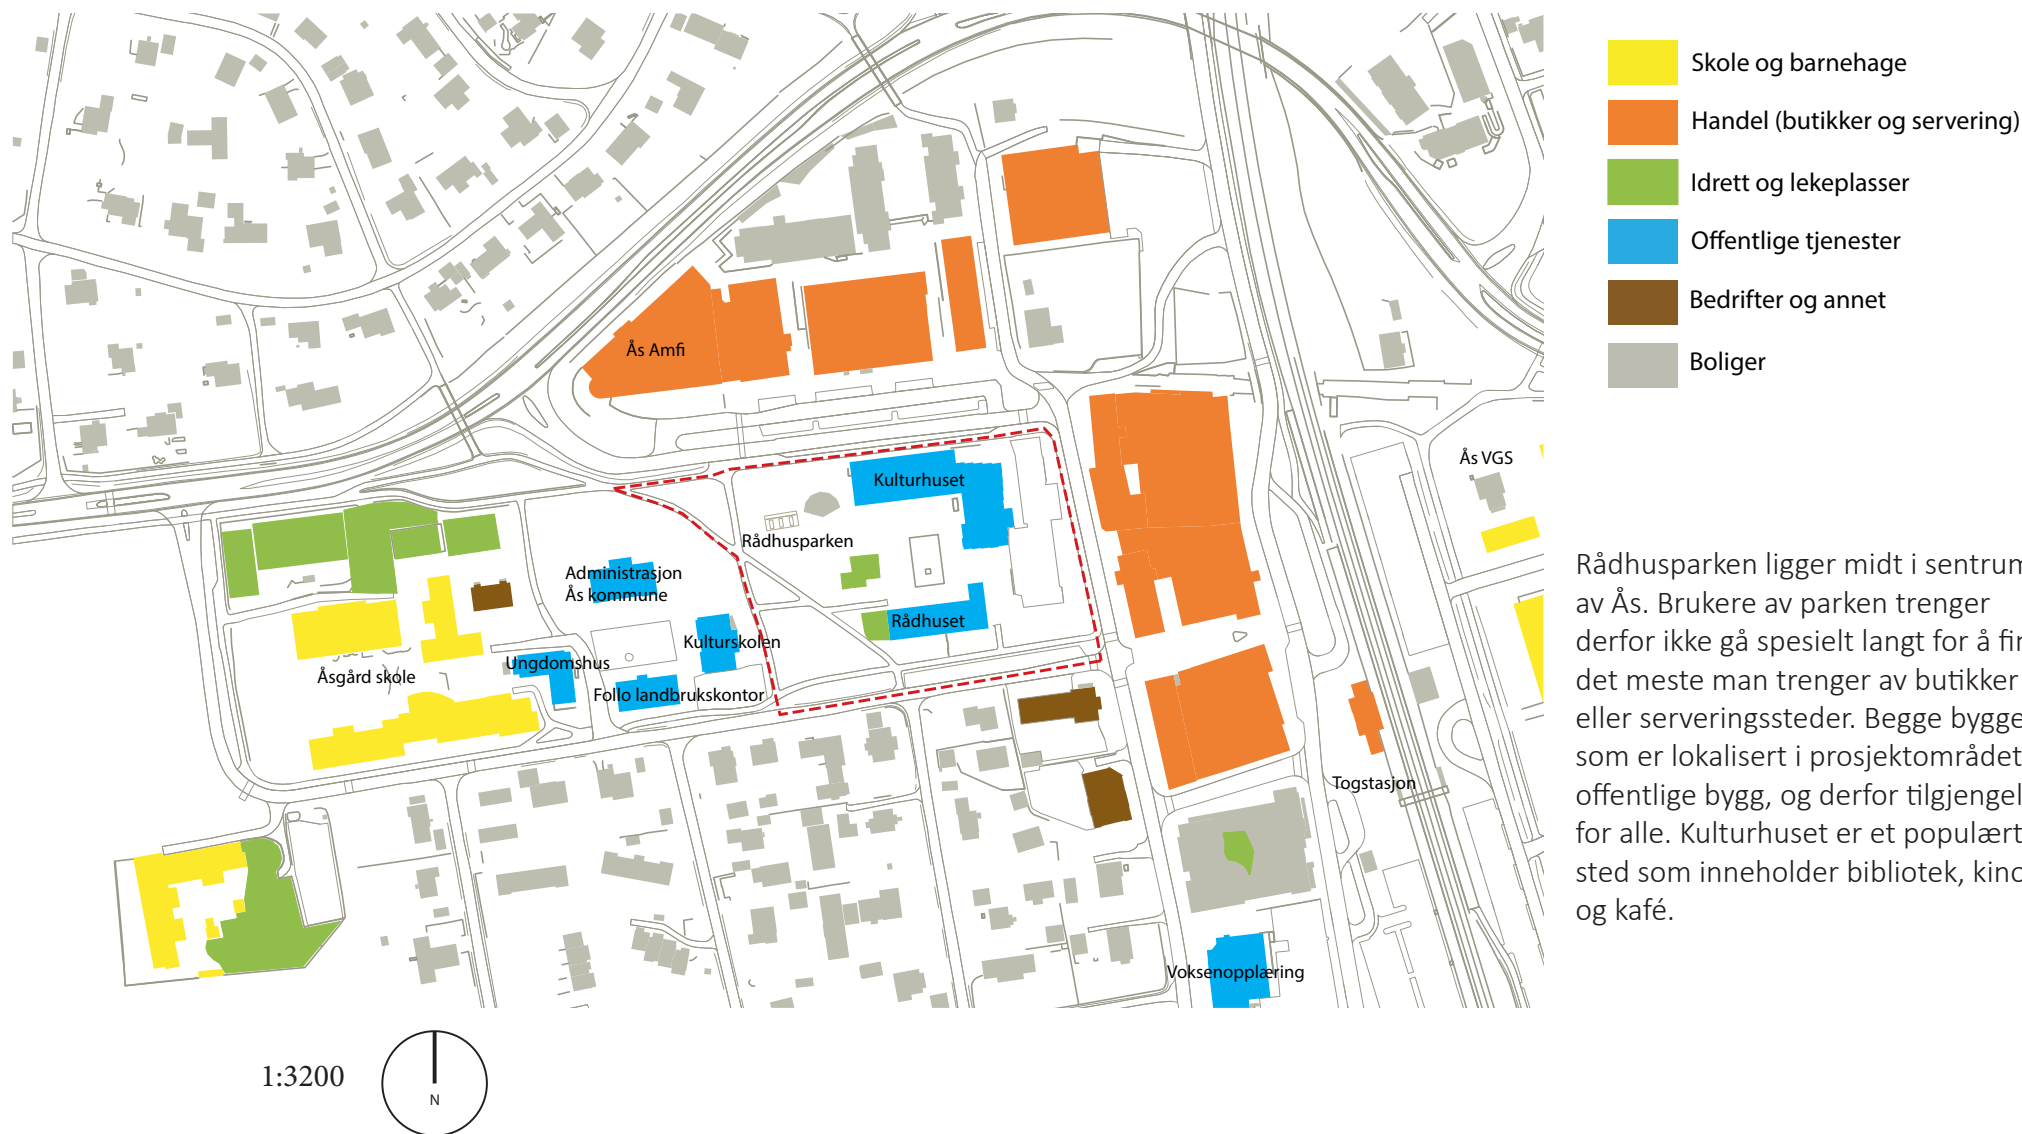 Skole og barnehage
Handel (butikker og servering)
Idrett og lekeplasser
Offentlige tjenester
Bedrifter og annet
Boliger
Ås Amfi
Ås VGS
Kulturhuset
Rådhusparken
Administrasjon
Ås kommune
Rådhuset
Kulturskolen
Ungdomshus
Åsgård skole
Follo landbrukskontor
Togstasjon
Voksenopplæring
Rådhusparken ligger midt i sentrum
av Ås. Brukere av parken trenger
derfor ikke gå spesielt langt for å
det meste man trenger av butikker
eller serveringssteder. Begge
som er lokalisert i prosjektområdet
offentlige bygg, og derfor
for alle. Kulturhuset er et populært
sted som inneholder bibliotek, kino
og kafé.
1:3200
N